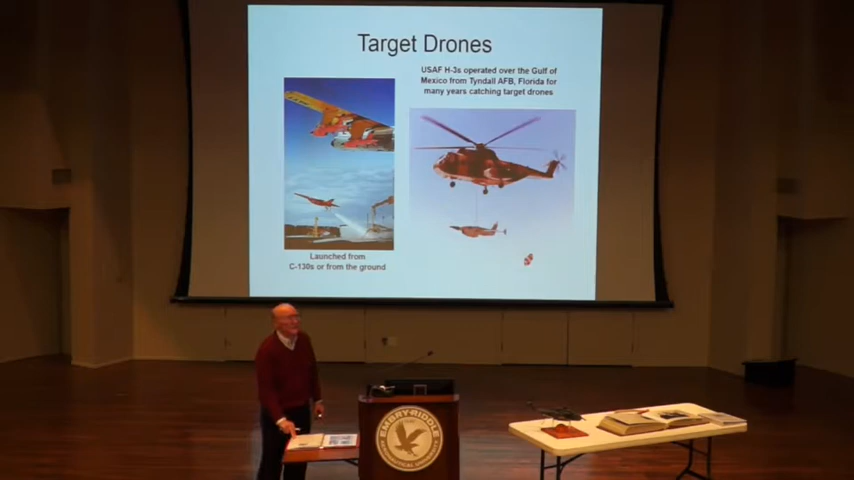 Target Drones
USAF H-3s operated over the Gulf of
Mexico from Tyndall AFB, Florida for
many years catching target drones
Launched from
C-130s or from the ground
EMBRY-RIDDLE